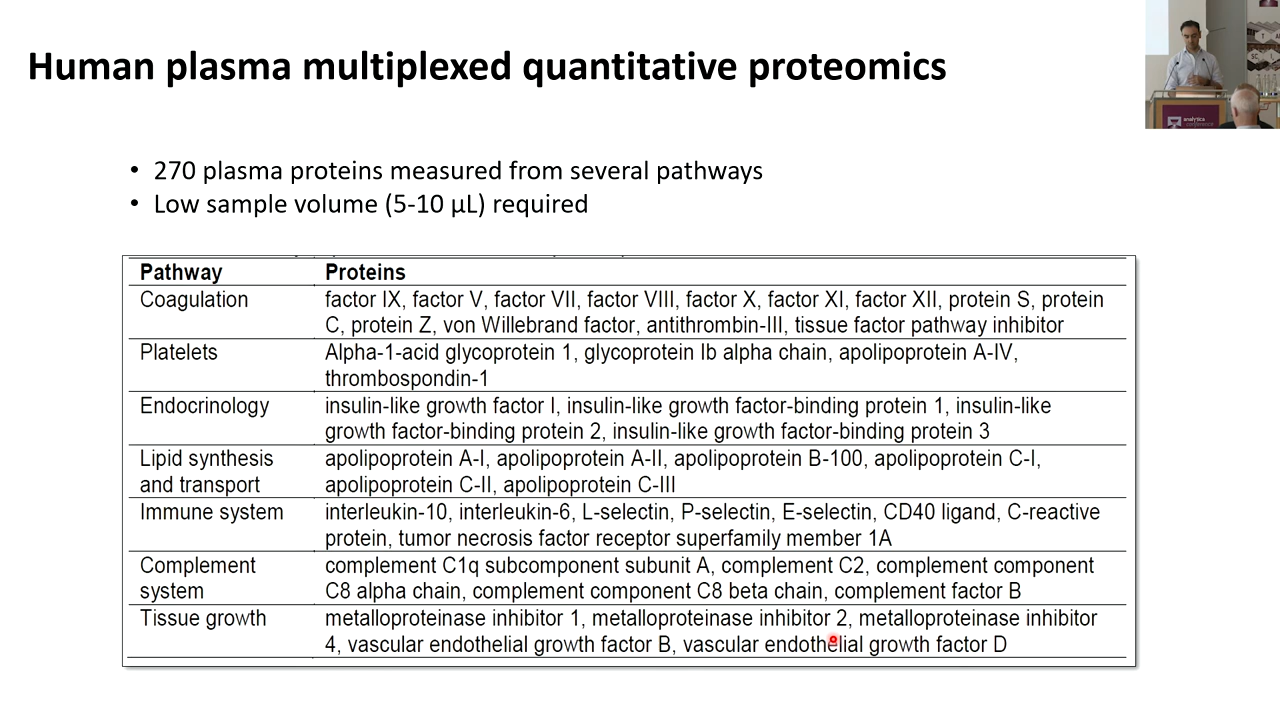 Human plasma multiplexed quantitative proteomics
• 270 plasma proteins measured from several pathways
• Low sample volume (5-10 µL) required
Pathway Proteins
Coagulation factor IX, factor V, factor VII, factor VIII, factor X, factor XI, factor XII, protein S, protein
C, protein Z, von Willebrand factor, antithrombin-III, tissue factor pathway inhibitor
Platelets Alpha-1-acid glycoprotein 1, glycoprotein Ib alpha chain, apolipoprotein A-IV,
thrombospondin-1
Endocrinology insulin-like growth factor I, insulin-like growth factor-binding protein 1, insulin-like
growth factor-binding protein 2, insulin-like growth factor-binding protein 3
Lipid synthesis apolipoprotein A-I, apolipoprotein A-II, apolipoprotein B-100, apolipoprotein C-I,
and transport apolipoprotein C-II, apolipoprotein C-III
Immune system interleukin-10, interleukin-6, L-selectin, P-selectin, E-selectin, CD40 ligand, C-reactive
protein, tumor necrosis factor receptor superfamily member 1A
Complement complement C1q subcomponent subunit A, complement C2, complement component
system C8 alpha chain, complement component C8 beta chain, complement factor B
Tissue growth metalloproteinase inhibitor 1, metalloproteinase inhibitor 2, metalloproteinase inhibitor
4, vascular endothelial growth factor B, vascular endothelial growth factor D
analytica
conference